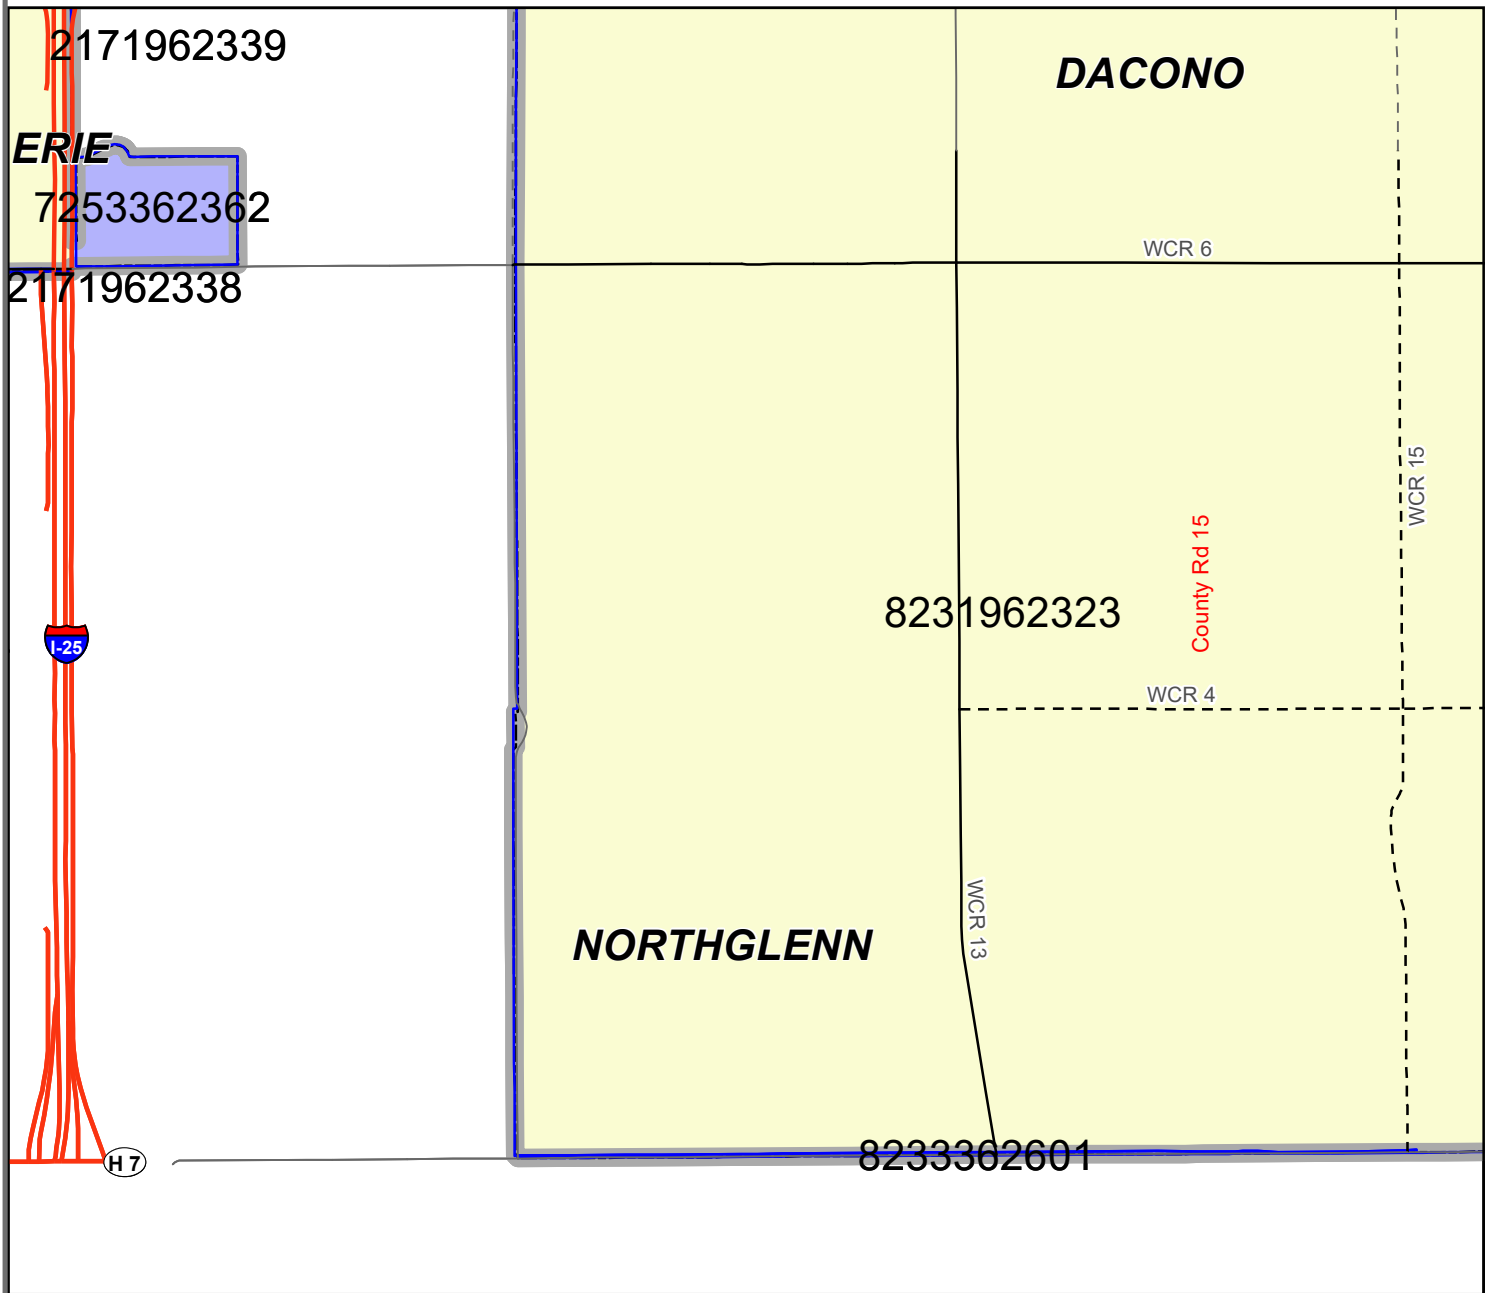 2171962339
DACONO
ERIE
7253362362
WCR 6
2171962338
WCR 15
County Rd 15
8231962323
I-25
WCR 4
WCR 13
NORTHGLENN
8233362601
H 7